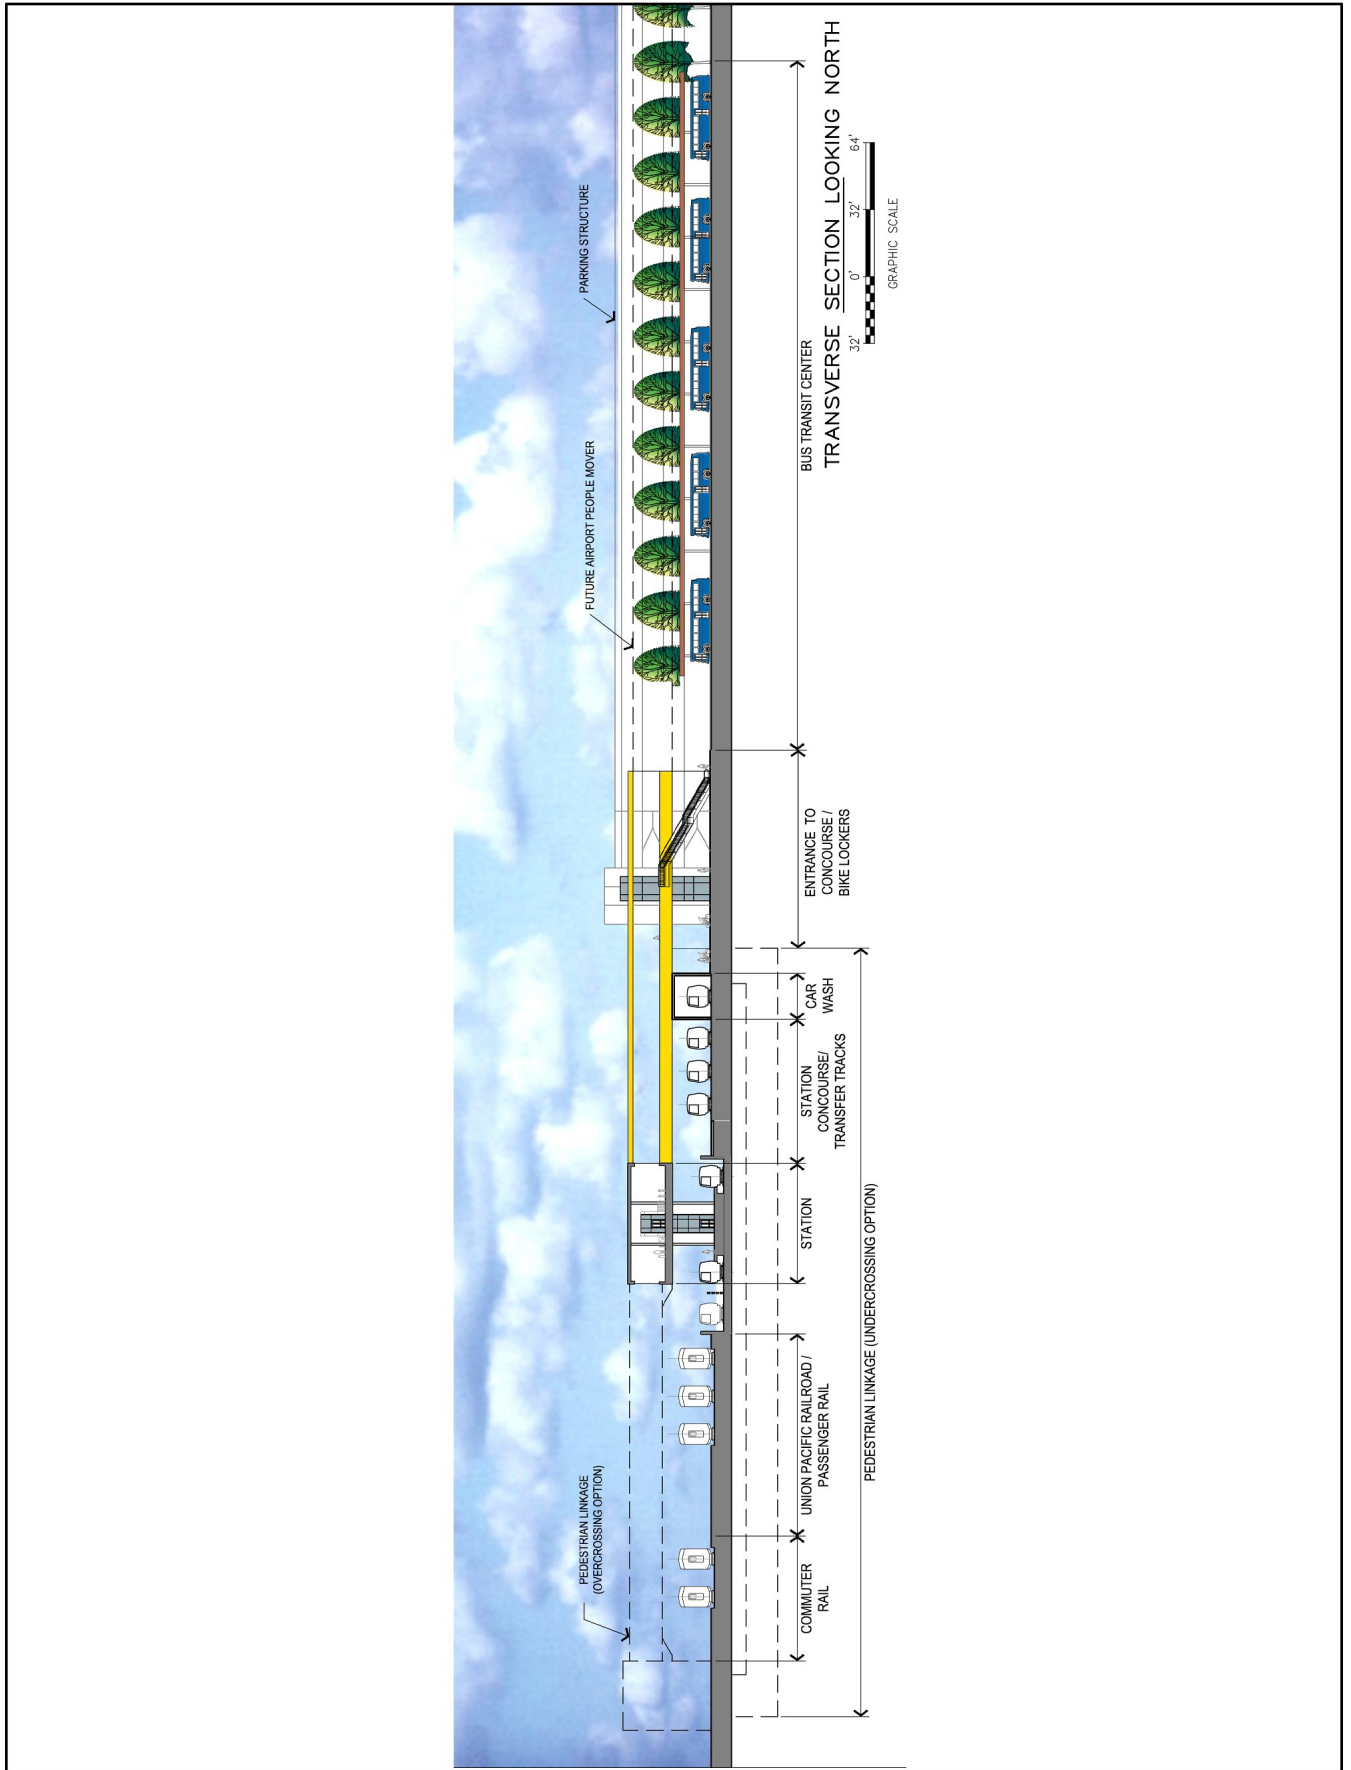 PEDESTRIAN LINKAGE
(OVERCROSSING OPTION)
FUTURE AIRPORT PEOPLE MOVER
PARKING STRUCTURE
COMMUTER
RAIL
UNION PACIFIC RAILROAD /
PASSENGER RAIL
STATION
STATION
CONCOURSE/
TRANSFER TRACKS
CAR
WASH
ENTRANCE TO
CONCOURSE /
BIKE LOCKERS
BUS TRANSIT CENTER
PEDESTRIAN LINKAGE (UNDERCROSSING OPTION)
TRANSVERSE SECTION LOOKING NORTH
32' 0' 32' 64'
GRAPHIC SCALE